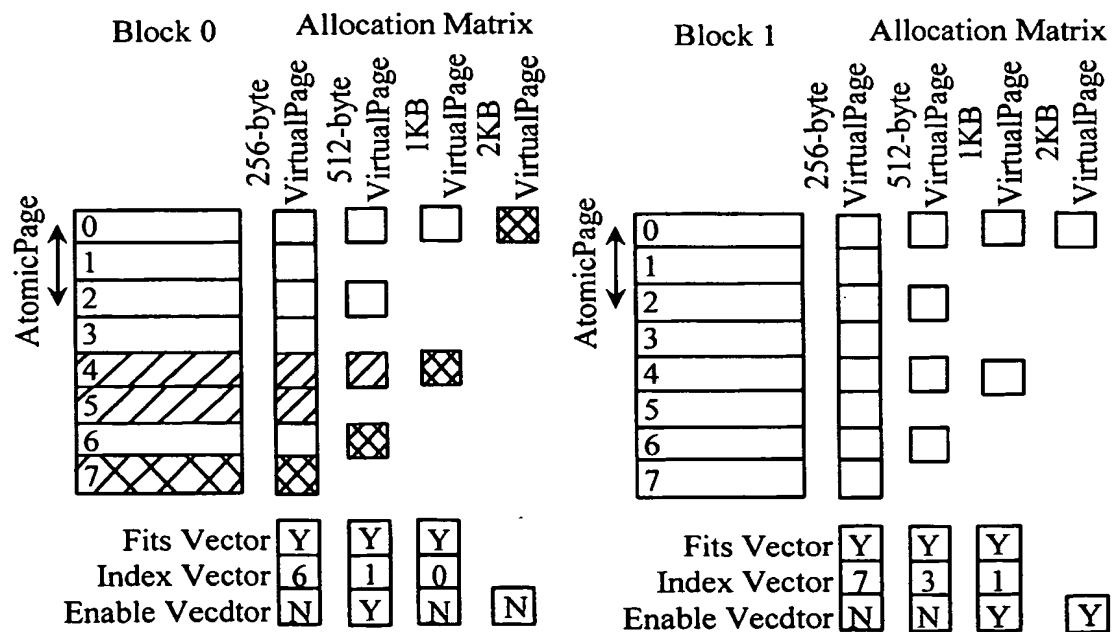 Block 0
Allocation Matrix
256-byte
VirtualPage
512-byte
VirtualPage
1KB
VirtualPage
2KB
VirtualPage
AtomicPage
0
1
2
3
4
5
6
7
Fits Vector Y Y Y
Index Vector 6 1 0
Enable Vecdtor N Y N N
Block 1
Allocation Matrix
256-byte
VirtualPage
512-byte
VirtualPage
1KB
VirtualPage
2KB
VirtualPage
AtomicPage
0
1
2
3
4
5
6
7
Fits Vector Y Y Y
Index Vector 7 3 1
Enable Vecdtor N N Y Y